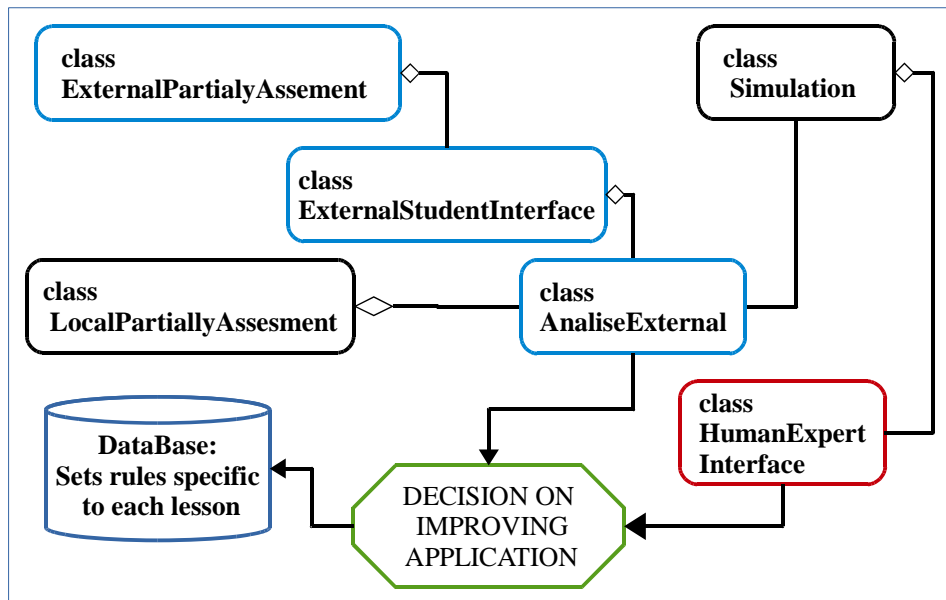 class
ExternalPartialyAssement
class
Simulation
class
ExternalStudentInterface
class
LocalPartiallyAssesment
class
AnaliseExternal
class
HumanExpert
Interface
DataBase:
Sets rules specific
to each lesson
DECISION ON
IMPROVING
APPLICATION